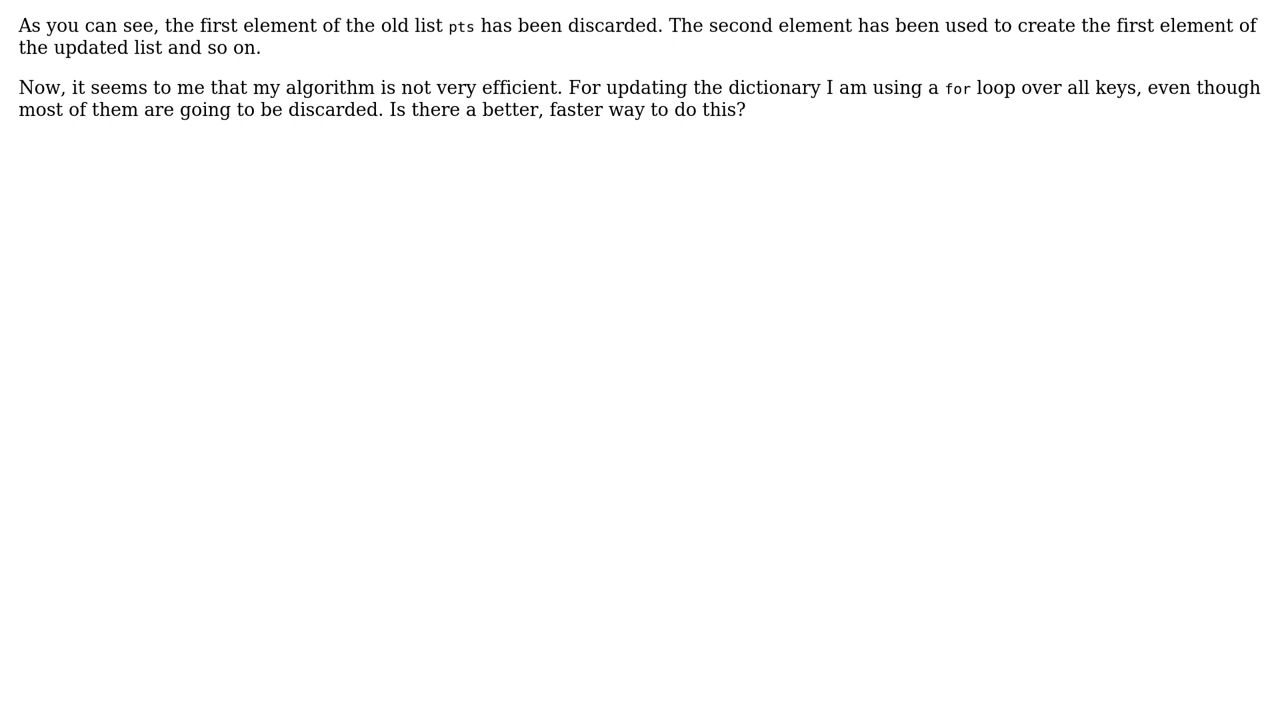 As you can see, the first element of the old list pts has been discarded. The second element has been used to create the first element of
the updated list and so on.
Now, it seems to me that my algorithm is not very efficient. For updating the dictionary I am using a for loop over all keys, even though
most of them are going to be discarded. Is there a better, faster way to do this?